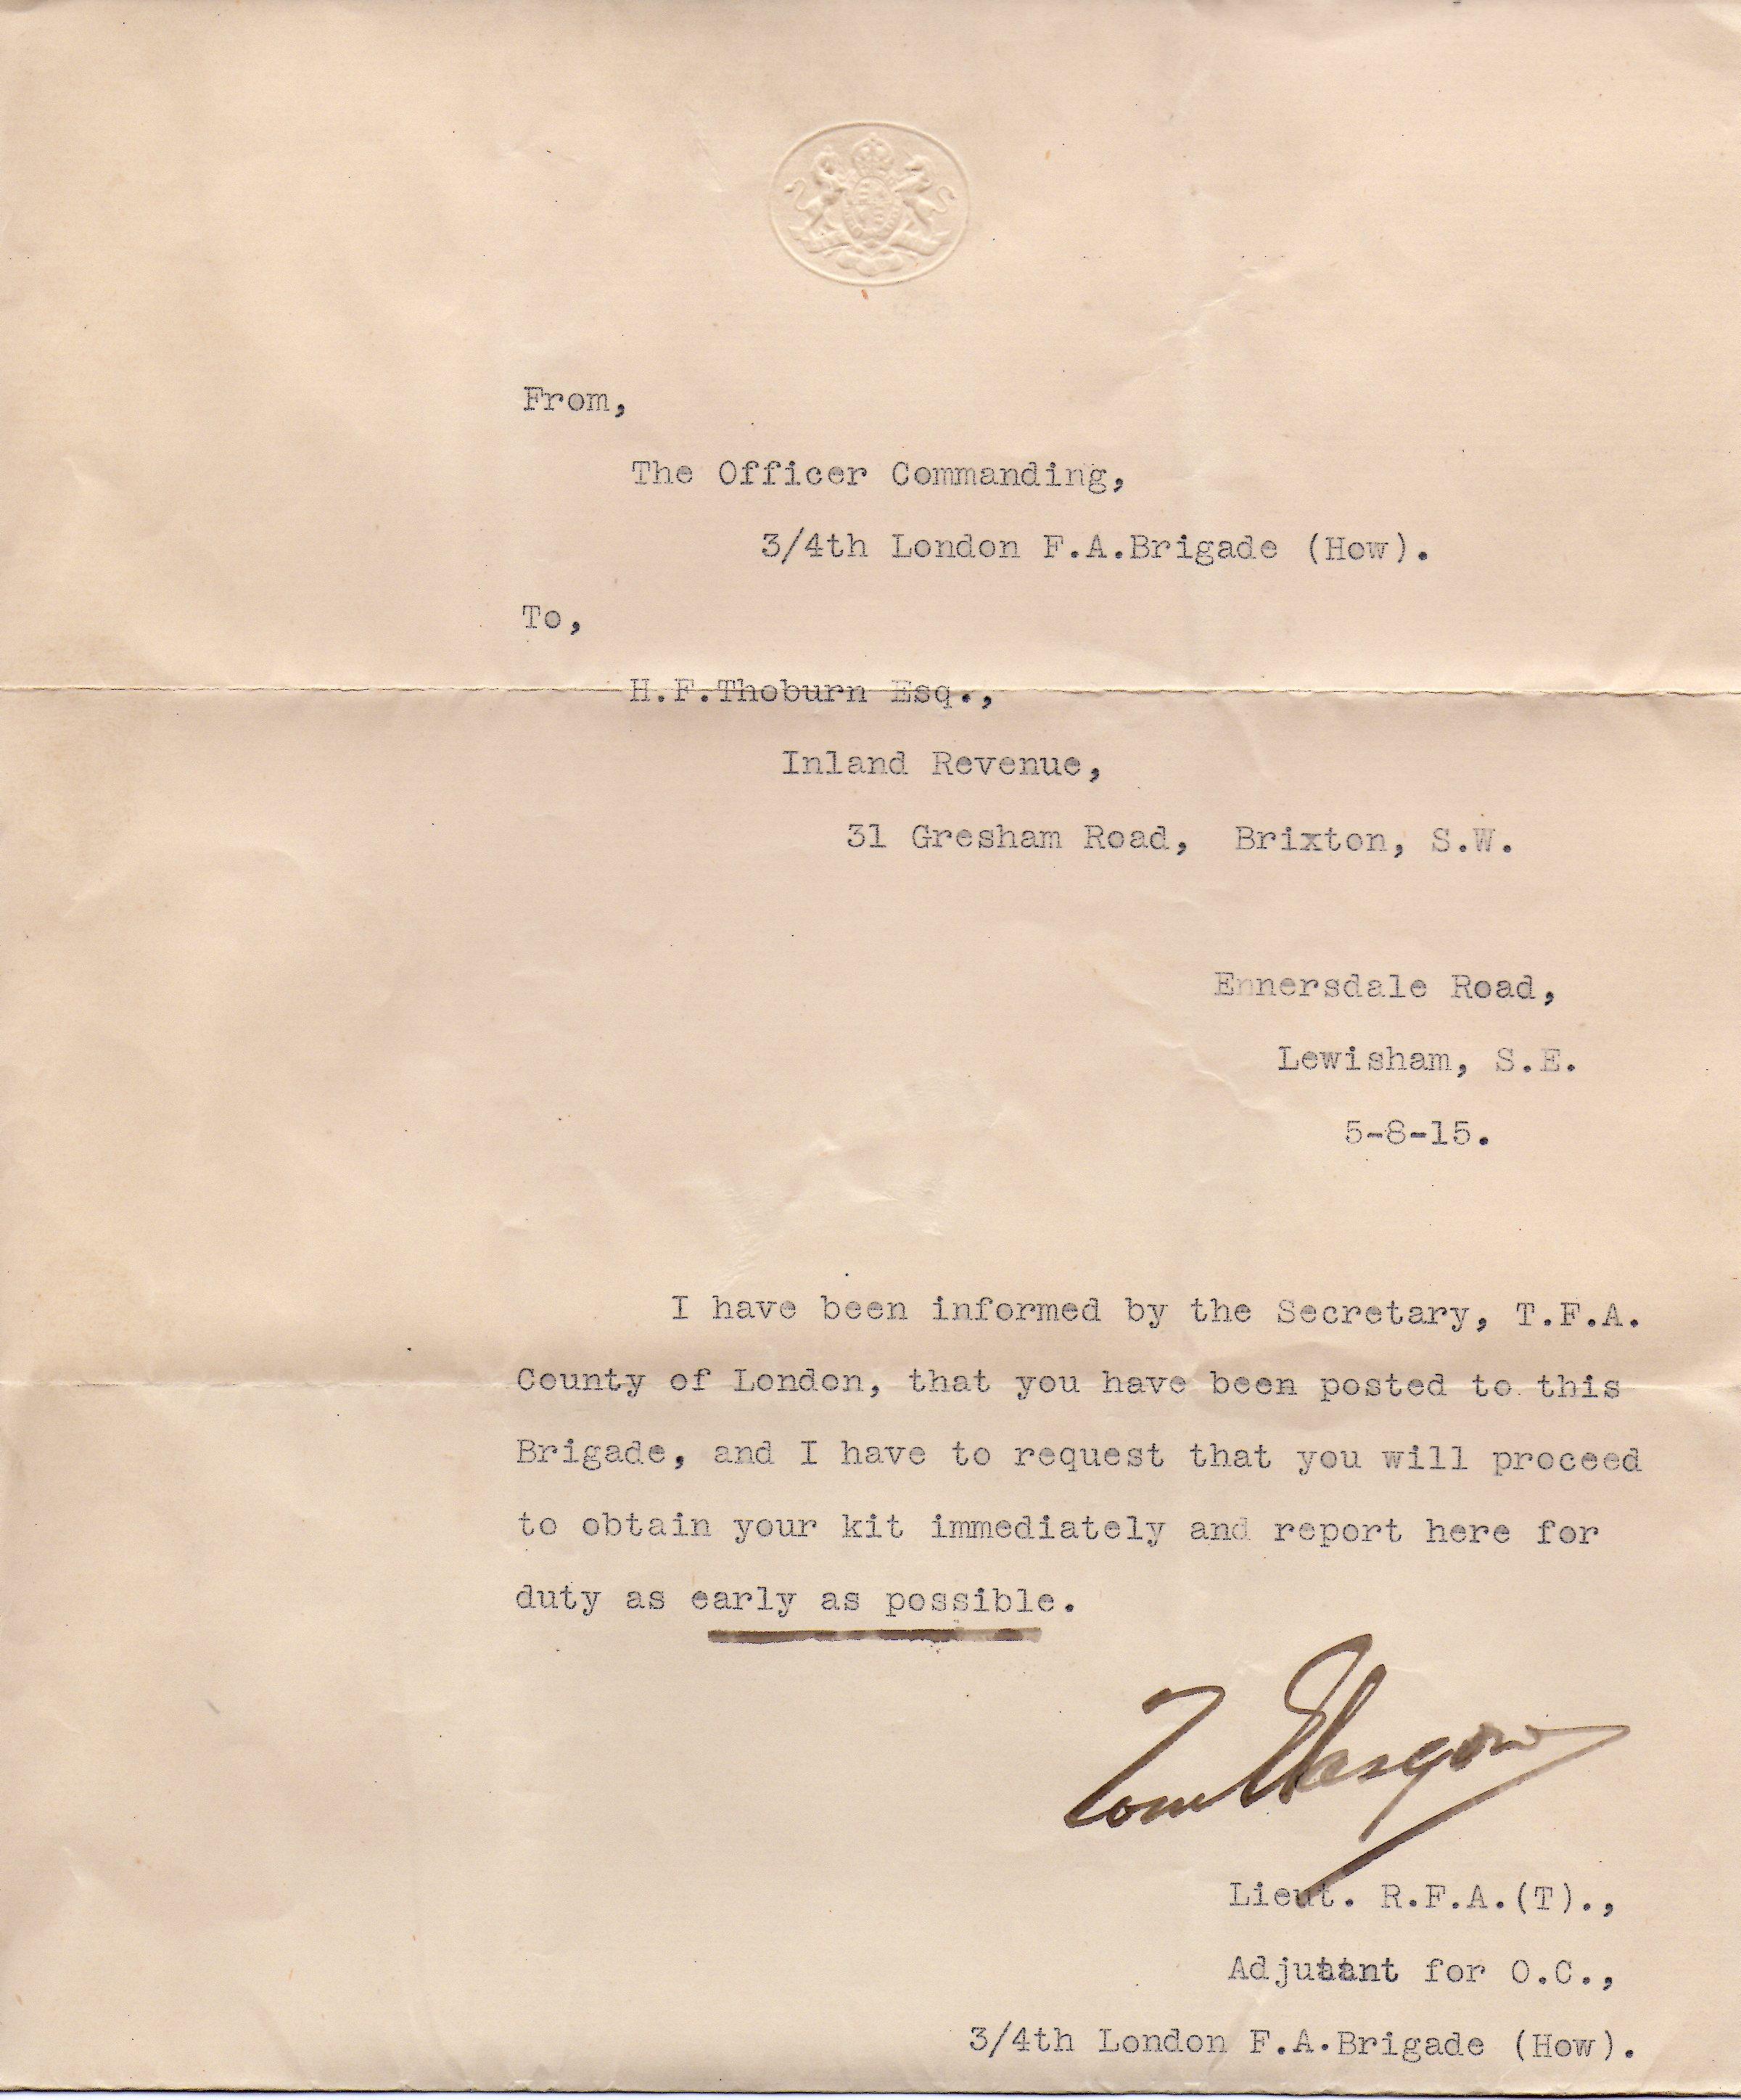 From,
The Officer Commanding,
3/4th London F.A.Brigade (How).
To,
H.F.Thoburn Esq.,
Inland Revenue,
31 Gresham Road, Brixton, S.W.
Ennersdale Road,
Lewisham, S.E.
5-8-15.
I have been informed by the Secretary, T.F.A.
County of London, that you have been posted to this
Brigade, and I have to request that you will proceed
to obtain your kit immediately and report here for
duty as early as possible.
Tom Glasgow
Lieut. R.F.A.(T).,
Adjutant for O.C.,
3/4th London F.A.Brigade (How).